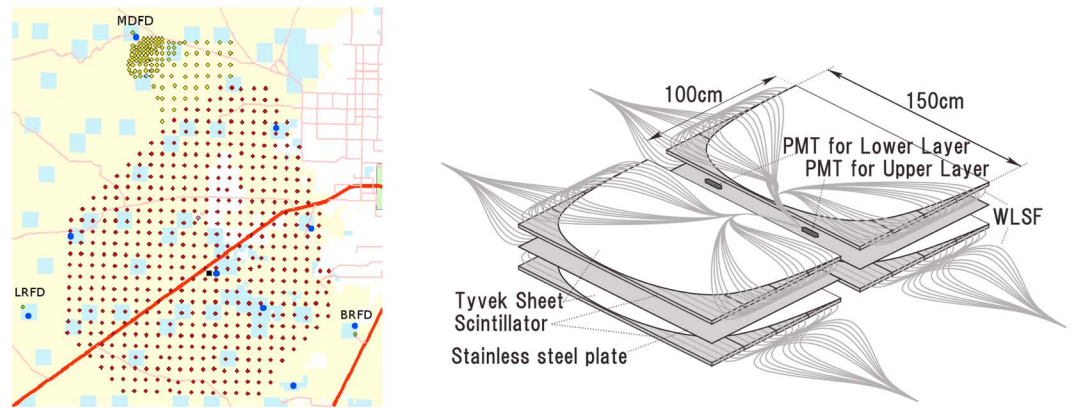 MDFD
LRFD
BRFD
100cm
150cm
PMT for Lower Layer
PMT for Upper Layer
WLSF
Tyvek Sheet
Scintillator
Stainless steel plate